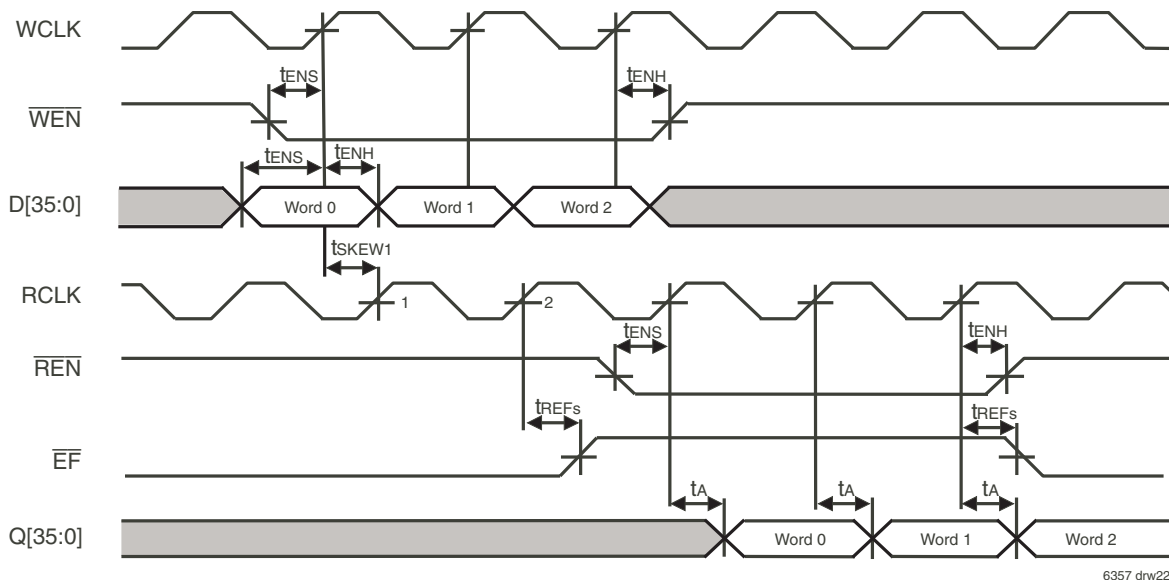 WCLK
tENS
tENH
WEN
tENS
tENH
D[35:0]
Word 0
Word 1
Word 2
tSKEW1
RCLK
1
2
tENS
tENH
REN
tREFs
tREFs
EF
tA
tA
tA
Q[35:0]
Word 0
Word 1
Word 2
6357 drw22